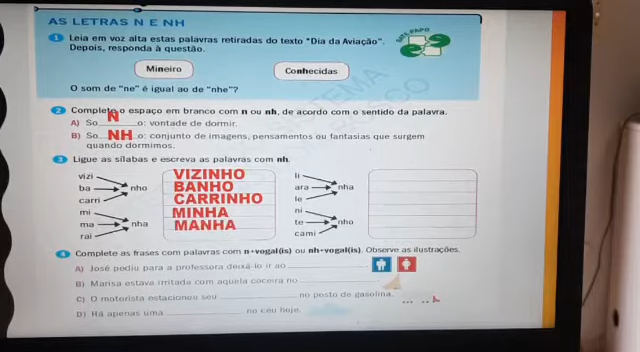 AS LETRAS N E NH
1 Leia em voz alta estas palavras retiradas do texto "Dia da Aviação".
Depois, responda à questão.
BATE-PAPO
Mineiro
Conhecidas
O som de "ne" é igual ao de "nhe"?
2 Complete o espaço em branco com n ou nh, de acordo com o sentido da palavra.
A) So N o: vontade de dormir.
B) So NH o: conjunto de imagens, pensamentos ou fantasias que surgem
quando dormimos.
3 Ligue as sílabas e escreva as palavras com nh.
vizi
ba
carri
nho
mi
ma
rai
nha
VIZINHO
BANHO
CARRINHO
MINHA
MANHA
li
ara
le
nha
ni
te
cami
nho
4 Complete as frases com palavras com n+vogal(is) ou nh+vogal(is). Observe as ilustrações.
A) José pediu para a professora deixá-lo ir ao
B) Marisa estava irritada com aquela coceira no
C) O motorista estacionou seu no posto de gasolina.
D) Há apenas uma no céu hoje.